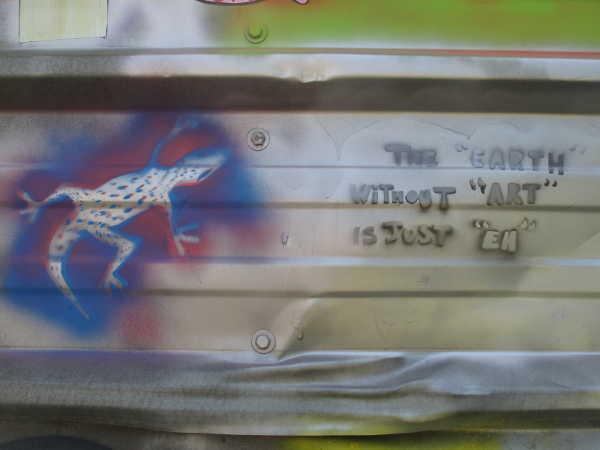 THE "EARTH"
WITHOUT "ART"
IS JUST "EH"